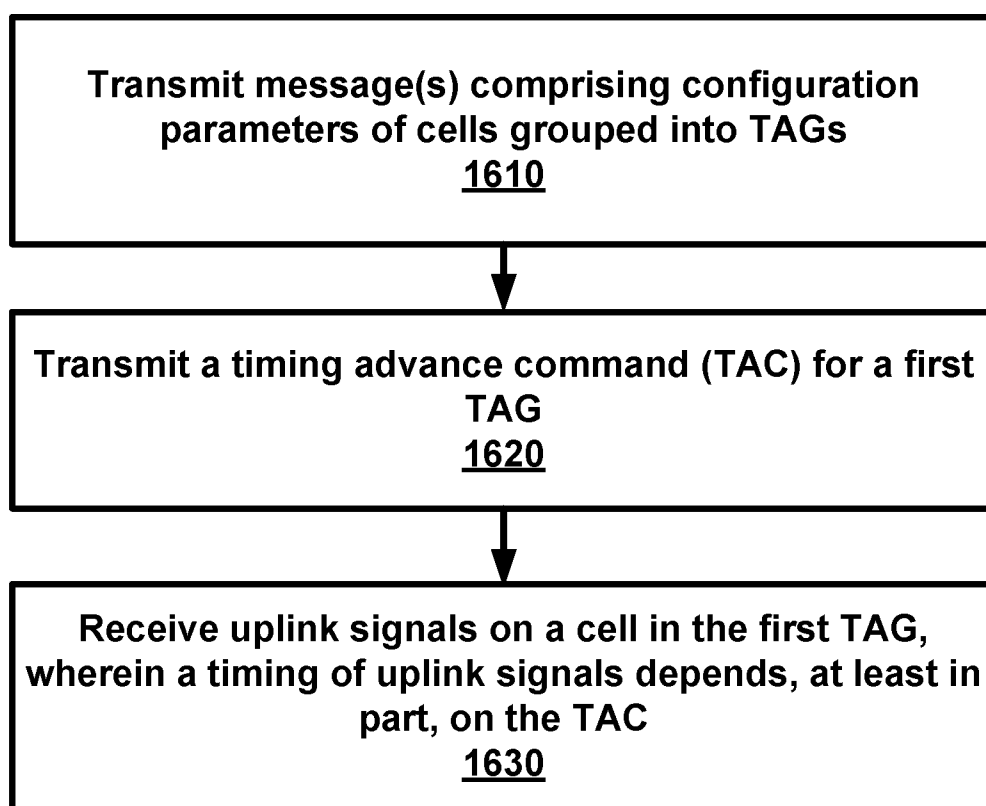 Transmit message(s) comprising configuration
parameters of cells grouped into TAGs
1610
Transmit a timing advance command (TAC) for a first
TAG
1620
Receive uplink signals on a cell in the first TAG,
wherein a timing of uplink signals depends, at least in
part, on the TAC
1630